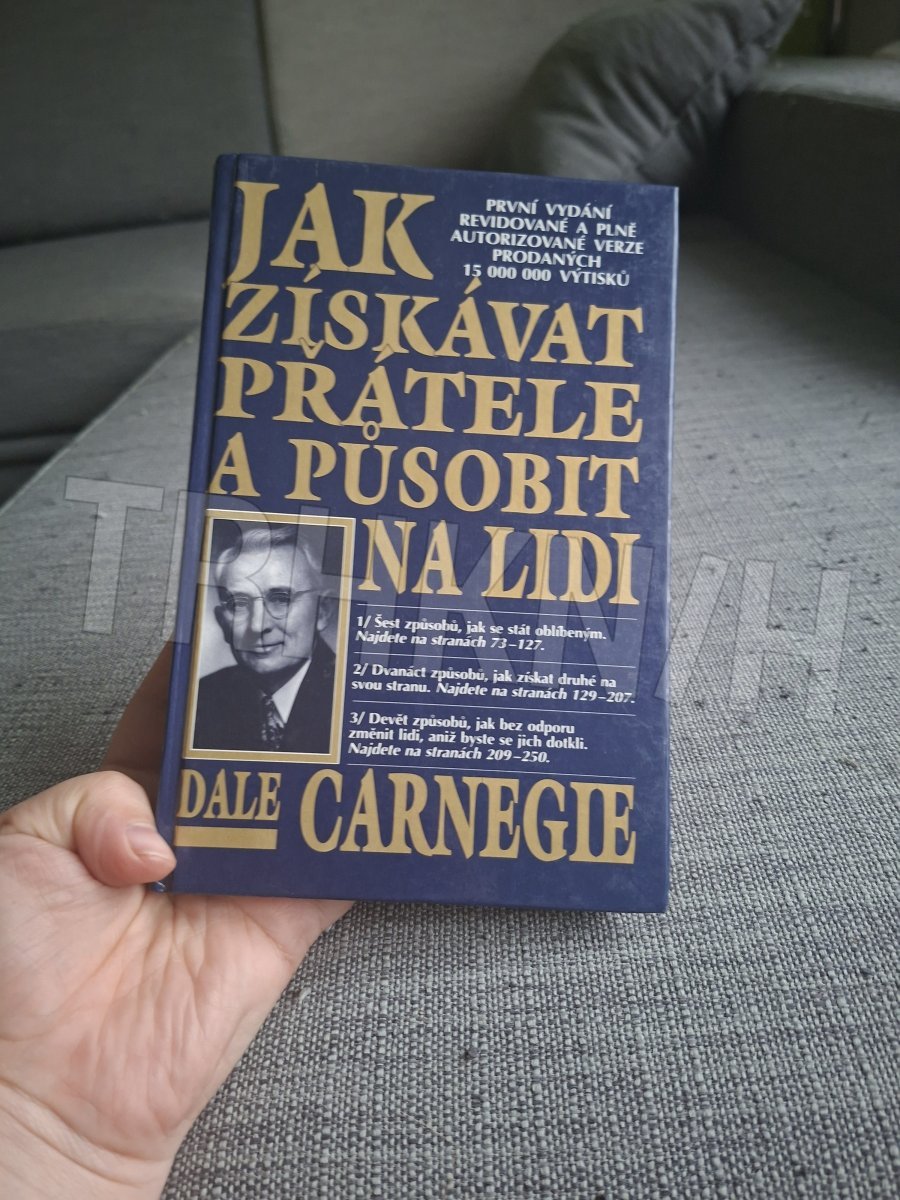 JAK
ZÍSKÁVAT
PŘÁTELE
A PŮSOBIT
NA LIDI
PRVNÍ VYDÁNÍ
REVIDOVANÉ A PLNĚ
AUTORIZOVANÉ VERZE
PRODANÝCH
15 000 000 VÝTISKŮ
1/ Šest způsobů, jak se stát oblíbeným.
Najdete na stranách 73–127.
2/ Dvanáct způsobů, jak získat druhé na
svou stranu. Najdete na stranách 129–207.
3/ Devět způsobů, jak bez odporu
změnit lidi, aniž byste se jich dotkli.
Najdete na stranách 209–250.
DALE CARNEGIE